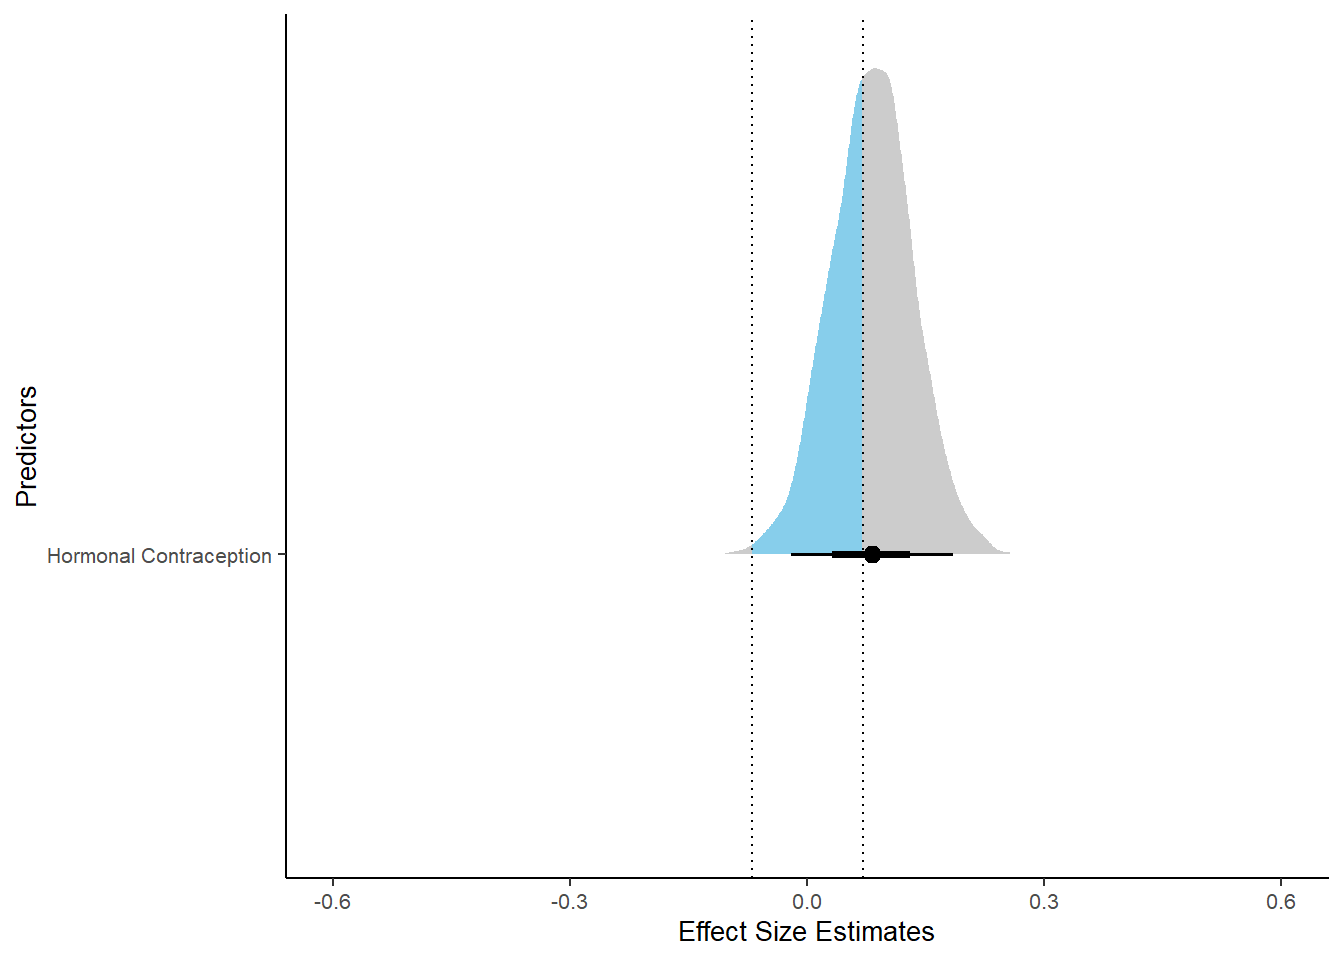 Predictors
Hormonal Contraception
-0.6
-0.3
0.0
0.3
0.6
Effect Size Estimates